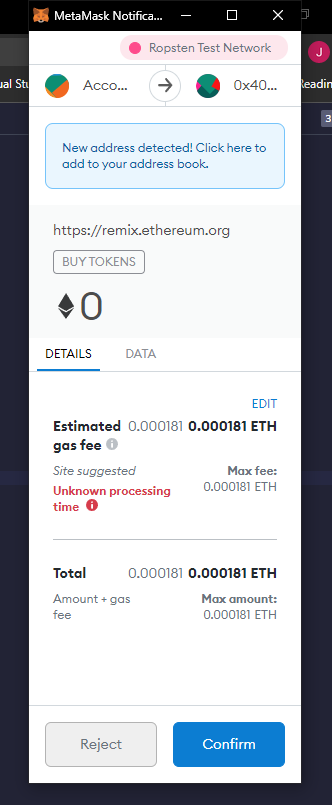 MetaMask Notifica...
J
Ropsten Test Network
ual Stu
Acco...
0x40...
Reading
3
New address detected! Click here to
add to your address book.
https://remix.ethereum.org
BUY TOKENS
0
DETAILS
DATA
EDIT
Estimated 0.000181 0.000181 ETH
gas fee
Site suggested
Max fee:
Unknown processing
0.000181 ETH
time
Total 0.000181 0.000181 ETH
Amount + gas
Max amount:
fee
0.000181 ETH
Reject
Confirm